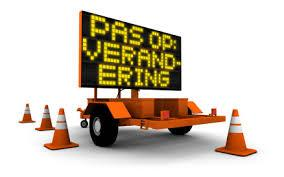 PAS OP:
VERAND-
ERING